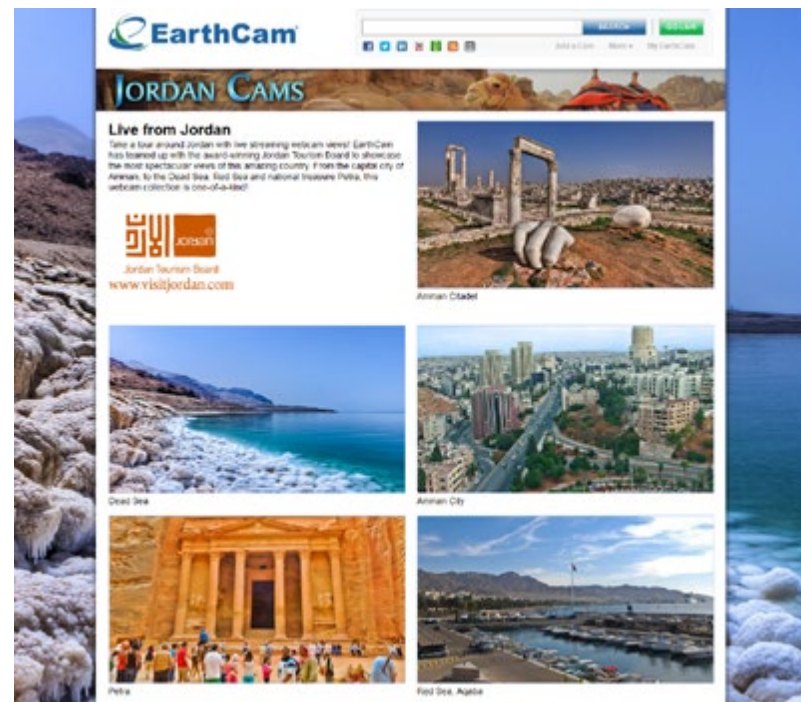 EarthCam
SEARCH
Add a Cam More My EarthCam
JORDAN CAMS
Live from Jordan
Take a tour around Jordan with live streaming webcam views! EarthCam
has teamed up with the award-winning Jordan Tourism Board to showcase
the most spectacular views of this amazing country. From the capital city of
Amman, to the Dead Sea, Red Sea and national treasure Petra, this
webcam collection is one-of-a-kind!
الأردن
JORDAN
Jordan Tourism Board
www.visitjordan.com
Amman Citadel
Dead Sea
Amman City
Petra
Red Sea, Aqaba